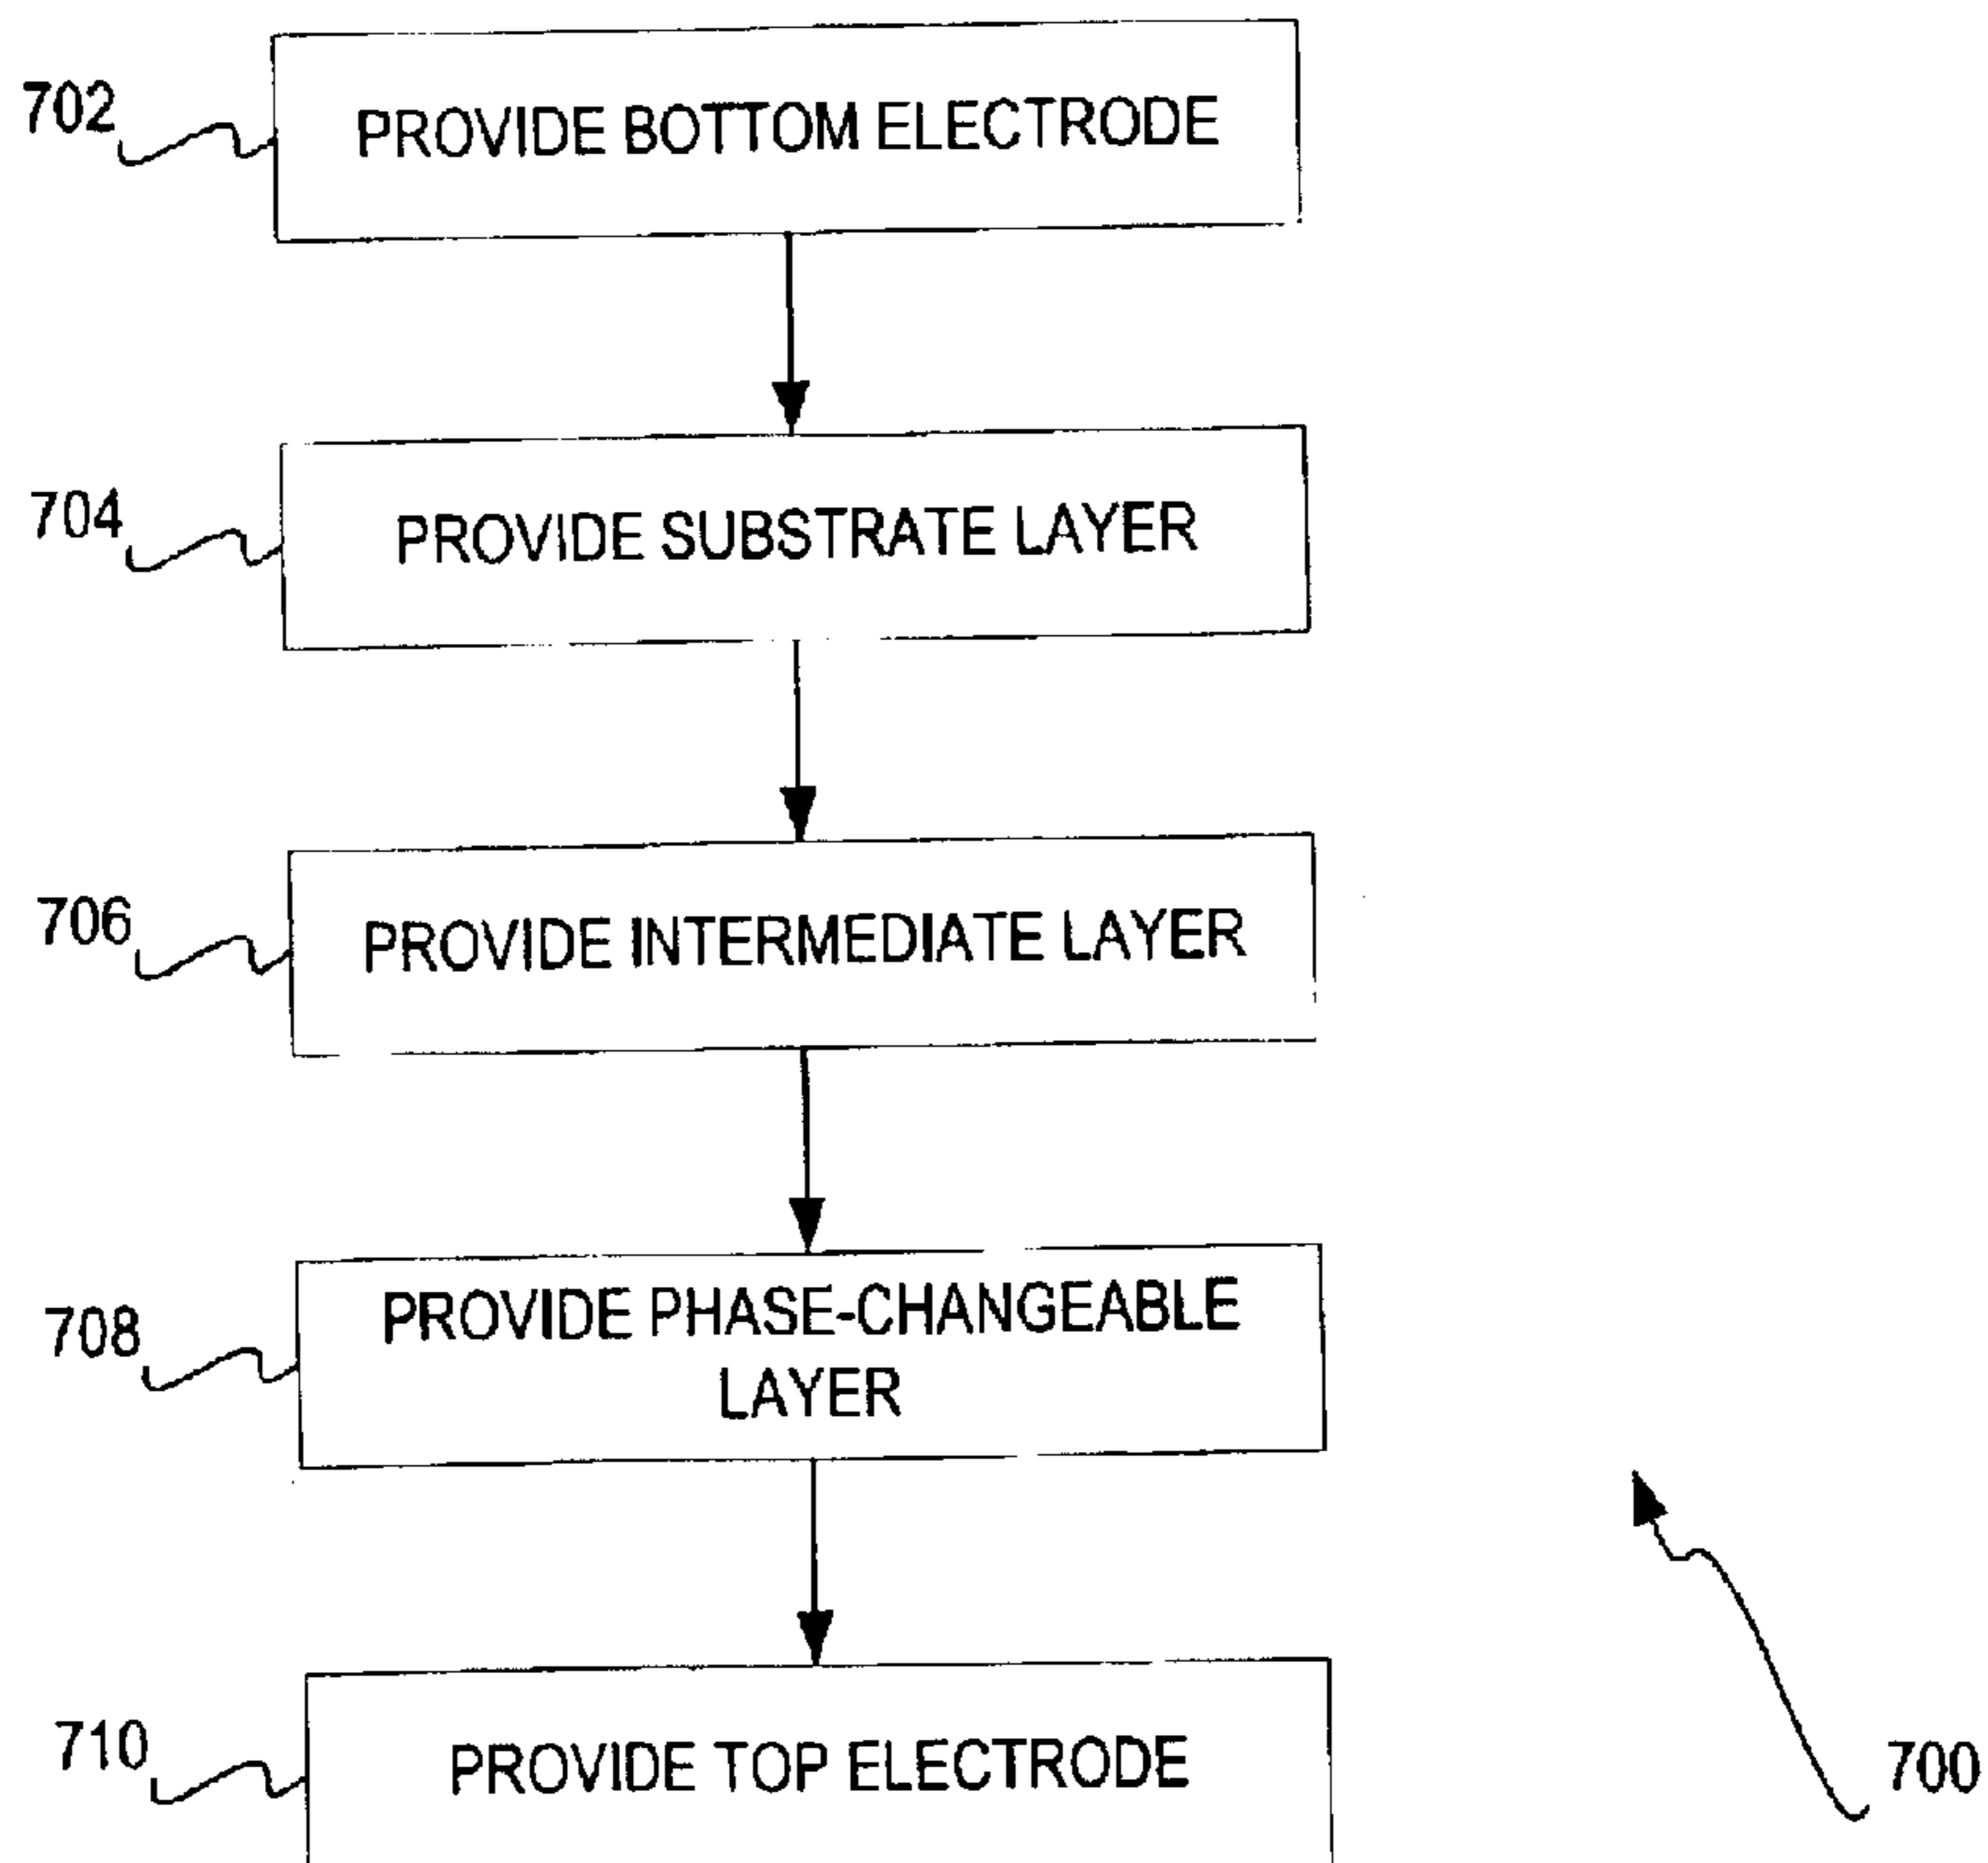 702
PROVIDE BOTTOM ELECTRODE
704
PROVIDE SUBSTRATE LAYER
706
PROVIDE INTERMEDIATE LAYER
708
PROVIDE PHASE-CHANGEABLE
LAYER
710
PROVIDE TOP ELECTRODE
700